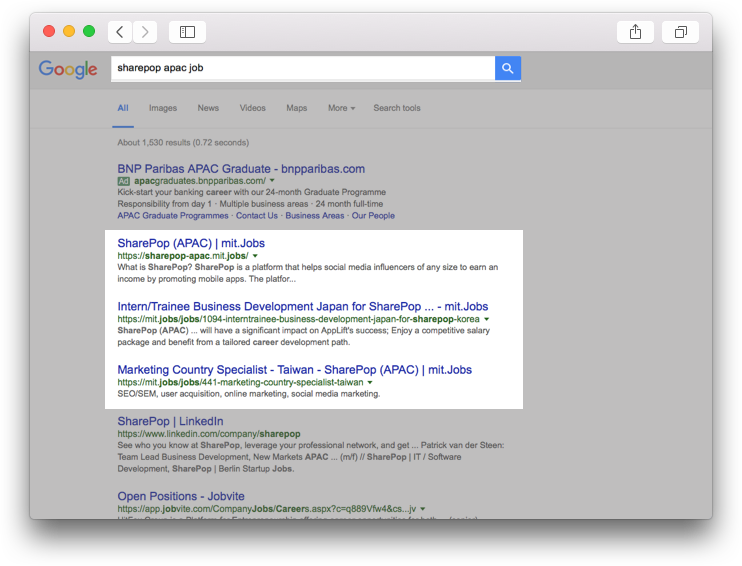 Google
sharepop apac job
All Images News Videos Maps More Search tools
About 1,530 results (0.72 seconds)
BNP Paribas APAC Graduate - bnpparibas.com
Ad apacgraduates.bnpparibas.com/
Kick-start your banking career with our 24-month Graduate Programme
Responsibility from day 1 · Multiple business areas · 24 month full-time
APAC Graduate Programmes · Contact Us · Business Areas · Our People
SharePop (APAC) | mit.Jobs
https://sharepop-apac.mit.jobs/
What is SharePop? SharePop is a platform that helps social media influencers of any size to earn an
income by promoting mobile apps. The platfor...
Intern/Trainee Business Development Japan for SharePop ... - mit.Jobs
https://mit.jobs/jobs/1094-interntrainee-business-development-japan-for-sharepop-korea
SharePop (APAC) ... will have a significant impact on AppLift's success; Enjoy a competitive salary
package and benefit from a tailored career development path.
Marketing Country Specialist - Taiwan - SharePop (APAC) | mit.Jobs
https://mit.jobs/jobs/441-marketing-country-specialist-taiwan
SEO/SEM, user acquisition, online marketing, social media marketing.
SharePop | LinkedIn
https://www.linkedin.com/company/sharepop
See who you know at SharePop, leverage your professional network, and get ... Patrick van der Steen:
Team Lead Business Development, New Markets APAC ... (m/f) // SharePop | IT / Software
Development, SharePop | Berlin Startup Jobs.
Open Positions - Jobvite
https://app.jobvite.com/CompanyJobs/Careers.aspx?c=q889Vfw4&cs...jv